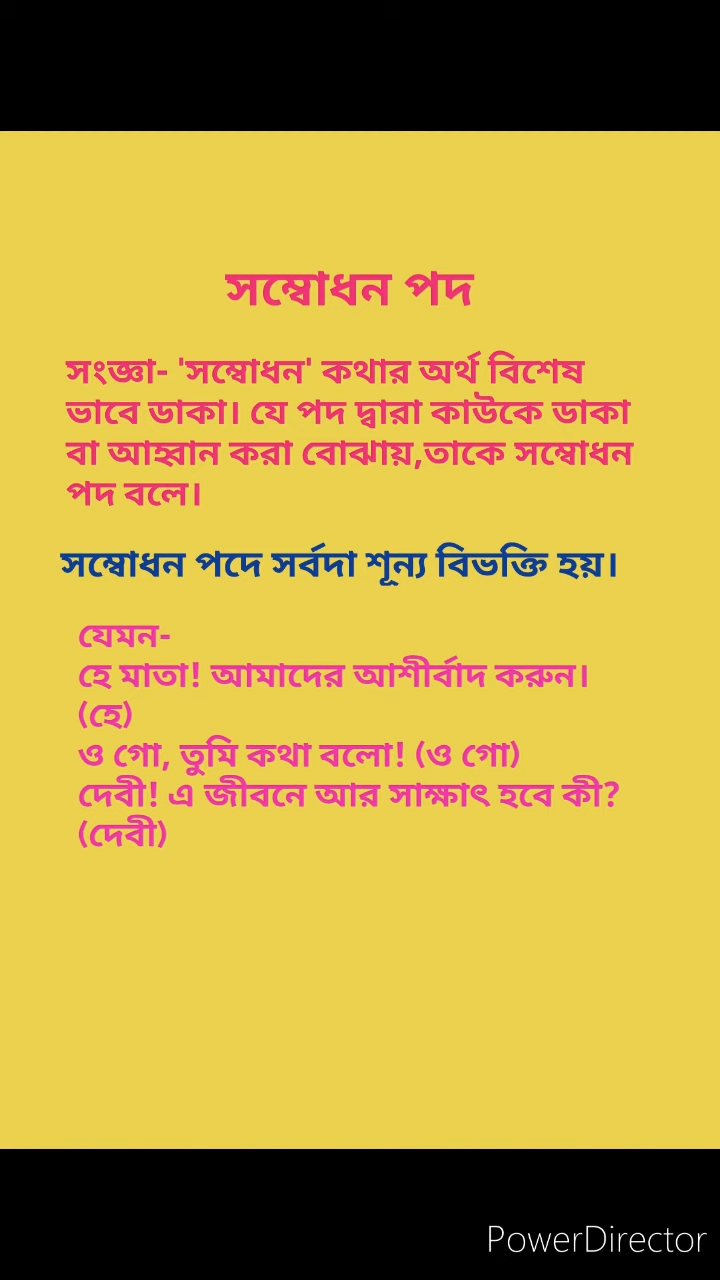 সম্বোধন পদ
সংজ্ঞা- 'সম্বোধন' কথার অর্থ বিশেষ
ভাবে ডাকা। যে পদ দ্বারা কাউকে ডাকা
বা আহ্বান করা বোঝায়,তাকে সম্বোধন
পদ বলে।
সম্বোধন পদে সর্বদা শূন্য বিভক্তি হয়।
যেমন-
হে মাতা! আমাদের আশীর্বাদ করুন।
(হে)
ও গো, তুমি কথা বলো! (ও গো)
দেবী! এ জীবনে আর সাক্ষাৎ হবে কী?
(দেবী)
PowerDirector